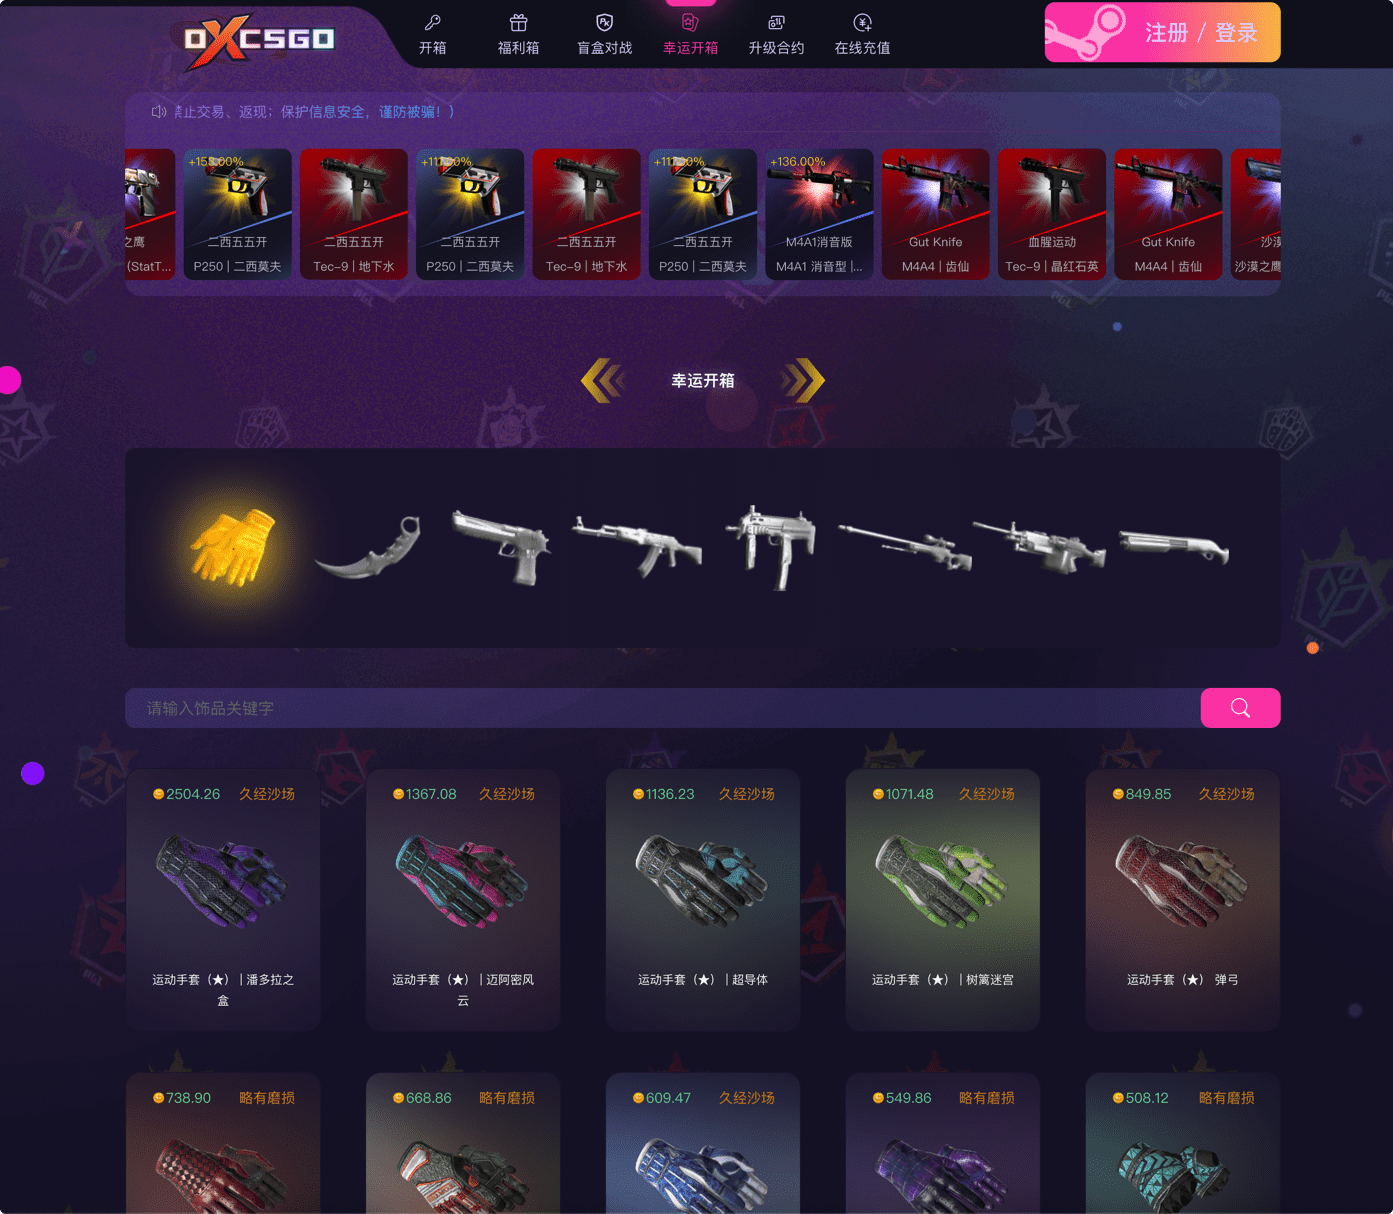 OXCSGO
开箱
福利箱
盲盒对战
幸运开箱
升级合约
在线充值
注册 / 登录
禁止交易、返现；保护信息安全，谨防被骗！)
之鹰
(StatT...
+155.00%
二西五五开
P250 | 二西莫夫
二西五五开
Tec-9 | 地下水
二西五五开
P250 | 二西莫夫
二西五五开
Tec-9 | 地下水
二西五五开
P250 | 二西莫夫
+136.00%
M4A1消音版
M4A1 消音型 |...
Gut Knife
M4A4 | 齿仙
血腥运动
Tec-9 | 晶红石英
Gut Knife
M4A4 | 齿仙
沙
沙漠之鹰
幸运开箱
请输入饰品关键字
2504.26 久经沙场
运动手套（★） | 潘多拉之
盒
1367.08 久经沙场
运动手套（★） | 迈阿密风
云
1136.23 久经沙场
运动手套（★） | 超导体
1071.48 久经沙场
运动手套（★） | 树篱迷宫
849.85 久经沙场
运动手套（★） 弹弓
738.90 略有磨损
668.86 略有磨损
609.47 久经沙场
549.86 略有磨损
508.12 略有磨损